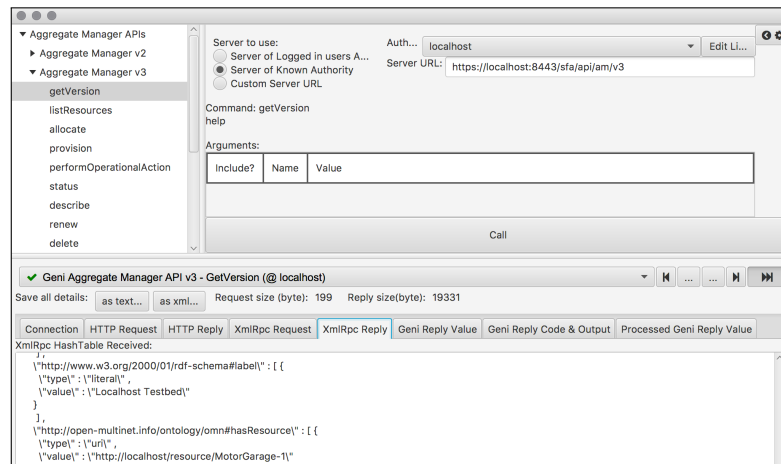 ▼ Aggregate Manager APIs
▶ Aggregate Manager v2
▼ Aggregate Manager v3
getVersion
listResources
allocate
provision
performOperationalAction
status
describe
renew
delete
Server to use:
Server of Logged in users A...
Server of Known Authority
Custom Server URL
Auth... localhost Edit Li...
Server URL: https://localhost:8443/sfa/api/am/v3
Command: getVersion
help
Arguments:
Include? Name Value
Call
Geni Aggregate Manager API v3 - GetVersion (@ localhost) ... ...
Save all details: as text... as xml... Request size (byte): 199 Reply size(byte): 19331
Connection HTTP Request HTTP Reply XmlRpc Request XmlRpc Reply Geni Reply Value Geni Reply Code & Output Processed Geni Reply Value
XmlRpc HashTable Received:
],
\"http://www.w3.org/2000/01/rdf-schema#label\" : [ {
\"type\" : \"literal\" ,
\"value\" : \"Localhost Testbed\"
}
],
\"http://open-multinet.info/ontology/omn#hasResource\" : [ {
\"type\" : \"uri\" ,
\"value\" : \"http://localhost/resource/MotorGarage-1\"